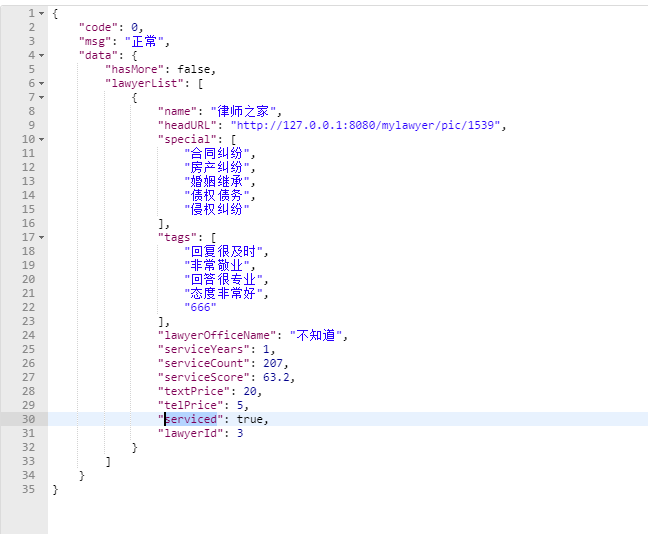 1 {
2 "code": 0,
3 "msg": "正常",
4 "data": {
5 "hasMore": false,
6 "lawyerList": [
7 {
8 "name": "律师之家",
9 "headURL": "http://127.0.0.1:8080/mylawyer/pic/1539",
10 "special": [
11 "合同纠纷",
12 "房产纠纷",
13 "婚姻继承",
14 "债权债务",
15 "侵权纠纷"
16 ],
17 "tags": [
18 "回复很及时",
19 "非常敬业",
20 "回答很专业",
21 "态度非常好",
22 "666"
23 ],
24 "lawyerOfficeName": "不知道",
25 "serviceYears": 1,
26 "serviceCount": 207,
27 "serviceScore": 63.2,
28 "textPrice": 20,
29 "telPrice": 5,
30 "serviced": true,
31 "lawyerId": 3
32 }
33 ]
34 }
35 }